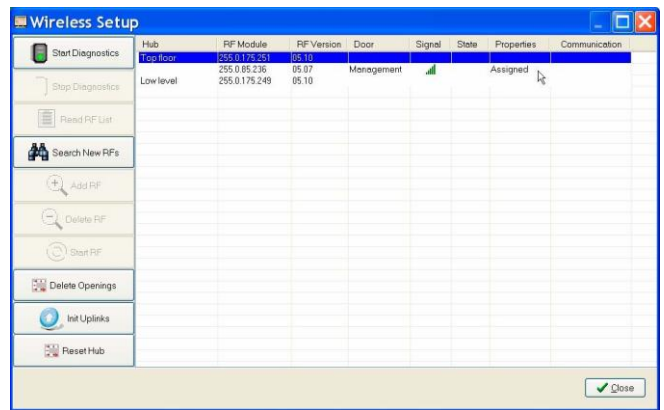 Wireless Setup
Hub RF Module RF Version Door Signal State Properties Communication
Top floor 255.0.175.251 05.10
255.0.85.236 05.07 Management Assigned
Low level 255.0.175.249 05.10
Start Diagnostics
Stop Diagnostics
Read RF List
Search New RFs
Add RF
Delete RF
Start RF
Delete Openings
Init Uplinks
Reset Hub
Close